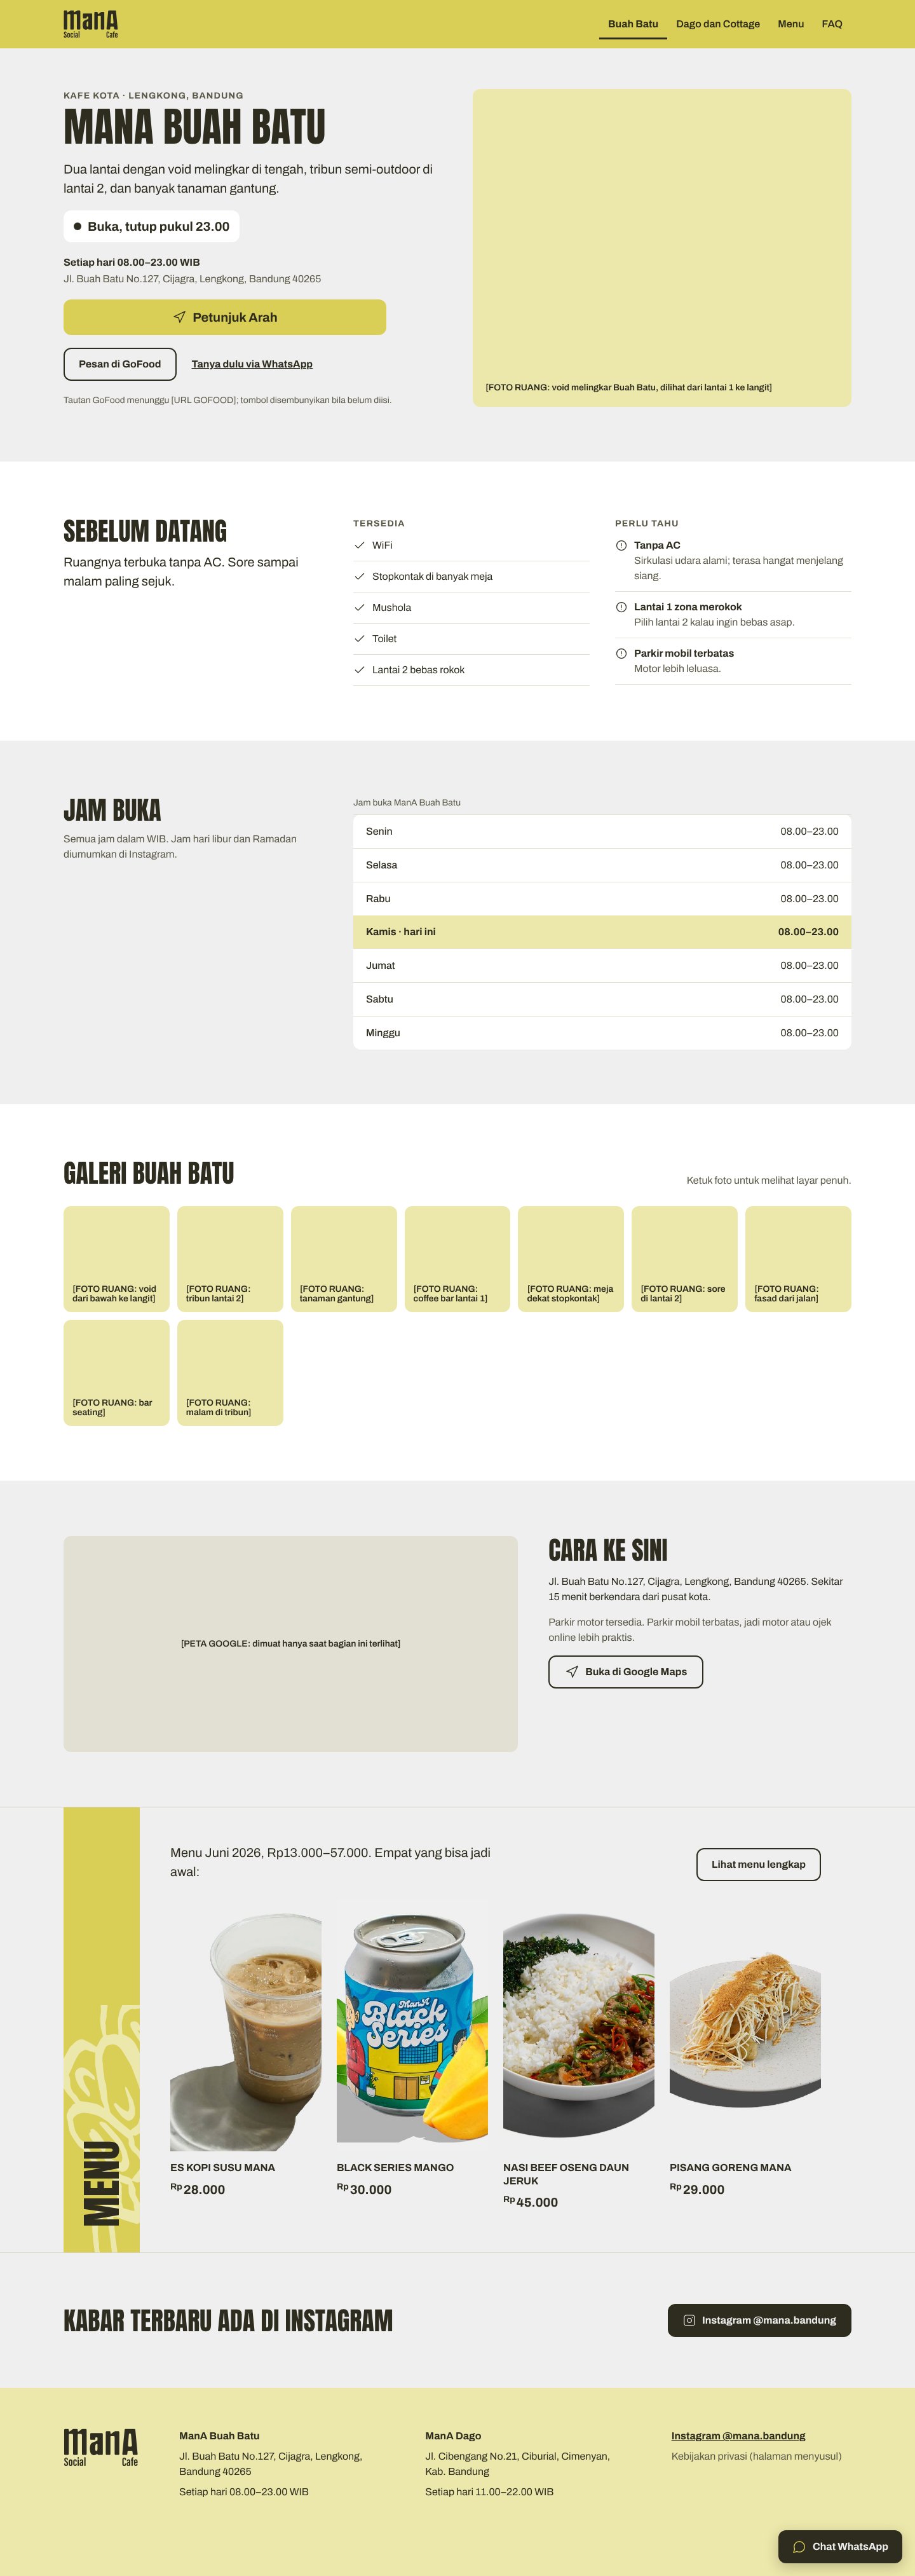 manA
Social Cafe
Buah Batu Dago dan Cottage Menu FAQ
KAFE KOTA · LENGKONG, BANDUNG
MANA BUAH BATU
Dua lantai dengan void melingkar di tengah, tribun semi-outdoor di
lantai 2, dan banyak tanaman gantung.
Buka, tutup pukul 23.00
Setiap hari 08.00–23.00 WIB
Jl. Buah Batu No.127, Cijagra, Lengkong, Bandung 40265
Petunjuk Arah
Pesan di GoFood
Tanya dulu via WhatsApp
Tautan GoFood menunggu [URL GOFOOD]; tombol disembunyikan bila belum diisi.
[FOTO RUANG: void melingkar Buah Batu, dilihat dari lantai 1 ke langit]
SEBELUM DATANG
Ruangnya terbuka tanpa AC. Sore sampai
malam paling sejuk.
TERSEDIA
WiFi
Stopkontak di banyak meja
Mushola
Toilet
Lantai 2 bebas rokok
PERLU TAHU
Tanpa AC
Sirkulasi udara alami; terasa hangat menjelang
siang.
Lantai 1 zona merokok
Pilih lantai 2 kalau ingin bebas asap.
Parkir mobil terbatas
Motor lebih leluasa.
JAM BUKA
Semua jam dalam WIB. Jam hari libur dan Ramadan
diumumkan di Instagram.
Jam buka ManA Buah Batu
Senin 08.00–23.00
Selasa 08.00–23.00
Rabu 08.00–23.00
Kamis · hari ini 08.00–23.00
Jumat 08.00–23.00
Sabtu 08.00–23.00
Minggu 08.00–23.00
GALERI BUAH BATU
Ketuk foto untuk melihat layar penuh.
[FOTO RUANG: void
dari bawah ke langit]
[FOTO RUANG:
tribun lantai 2]
[FOTO RUANG:
tanaman gantung]
[FOTO RUANG:
coffee bar lantai 1]
[FOTO RUANG: meja
dekat stopkontak]
[FOTO RUANG: sore
di lantai 2]
[FOTO RUANG:
fasad dari jalan]
[FOTO RUANG: bar
seating]
[FOTO RUANG:
malam di tribun]
[PETA GOOGLE: dimuat hanya saat bagian ini terlihat]
CARA KE SINI
Jl. Buah Batu No.127, Cijagra, Lengkong, Bandung 40265. Sekitar
15 menit berkendara dari pusat kota.
Parkir motor tersedia. Parkir mobil terbatas, jadi motor atau ojek
online lebih praktis.
Buka di Google Maps
MENU
Menu Juni 2026, Rp13.000–57.000. Empat yang bisa jadi
awal:
Lihat menu lengkap
ManA
Black
Series
ES KOPI SUSU MANA
Rp28.000
BLACK SERIES MANGO
Rp30.000
NASI BEEF OSENG DAUN
JERUK
Rp45.000
PISANG GORENG MANA
Rp29.000
KABAR TERBARU ADA DI INSTAGRAM
Instagram @mana.bandung
manA
Social Cafe
ManA Buah Batu
Jl. Buah Batu No.127, Cijagra, Lengkong,
Bandung 40265
Setiap hari 08.00–23.00 WIB
ManA Dago
Jl. Cibengang No.21, Ciburial, Cimenyan,
Kab. Bandung
Setiap hari 11.00–22.00 WIB
Instagram @mana.bandung
Kebijakan privasi (halaman menyusul)
Chat WhatsApp